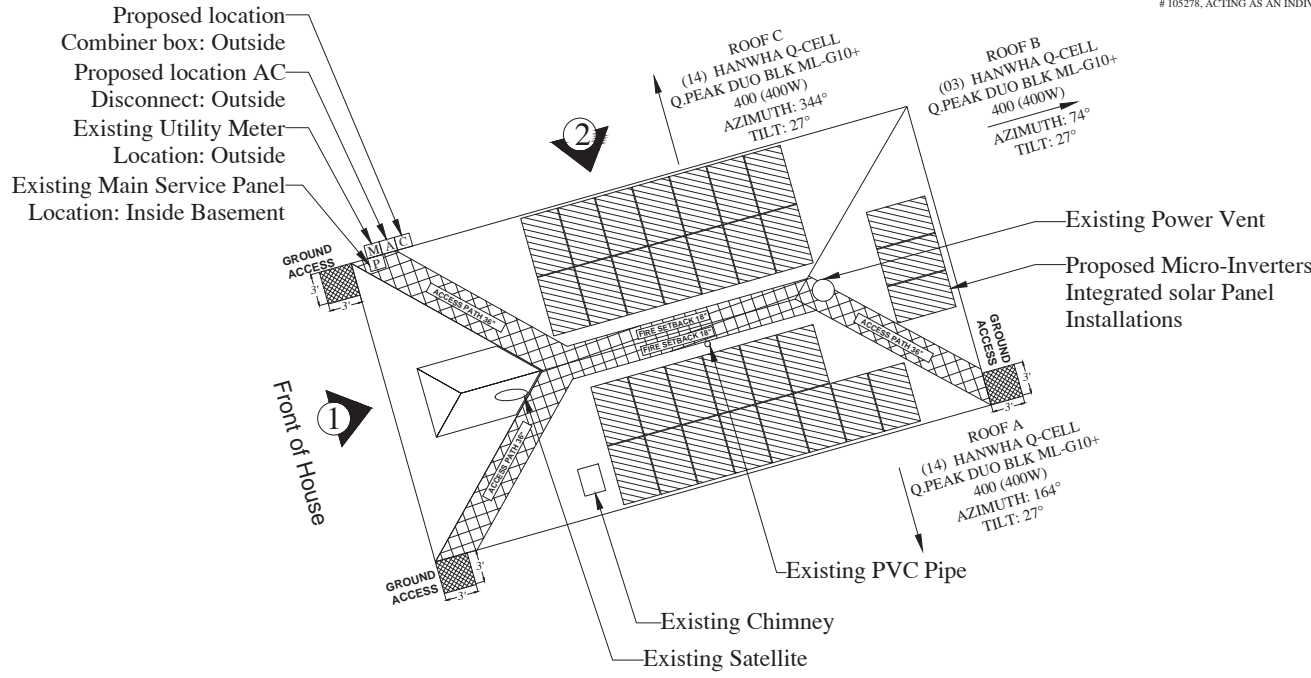 # 105278, ACTING AS AN INDIV
Proposed location
Combiner box: Outside
Proposed location AC
Disconnect: Outside
Existing Utility Meter
Location: Outside
Existing Main Service Panel
Location: Inside Basement
ROOF C
(14) HANWHA Q-CELL
Q.PEAK DUO BLK ML-G10+
400 (400W)
AZIMUTH: 344°
TILT: 27°
ROOF B
(03) HANWHA Q-CELL
Q.PEAK DUO BLK ML-G10+
400 (400W)
AZIMUTH: 74°
TILT: 27°
2
Existing Power Vent
Proposed Micro-Inverters
Integrated solar Panel
Installations
M A C
P
GROUND
ACCESS
3'
3'
ACCESS PATH 36"
FIRE SETBACK 18"
FIRE SETBACK 18"
ACCESS PATH 36"
GROUND
ACCESS
3'
3'
1
Front of House
ACCESS PATH 36"
ROOF A
(14) HANWHA Q-CELL
Q.PEAK DUO BLK ML-G10+
400 (400W)
AZIMUTH: 164°
TILT: 27°
GROUND
ACCESS
3'
3'
Existing PVC Pipe
Existing Chimney
Existing Satellite